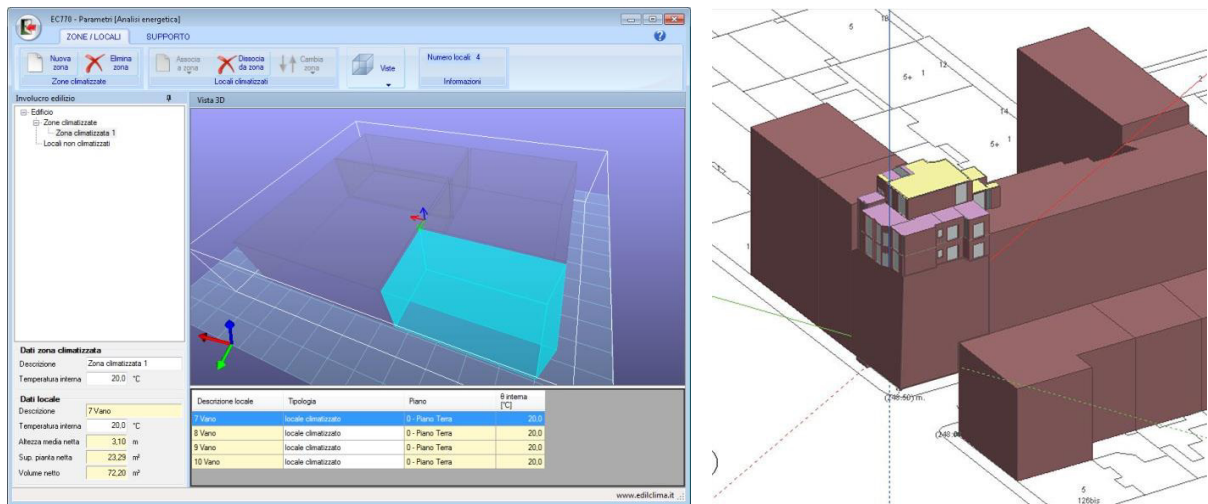 EC770 - Parametri [Analisi energetica]
ZONE / LOCALI SUPPORTO
Nuova zona
Elimina zona
Associa a zona
Dissocia da zona
Cambia zona
Viste
Numero locali 4
Zone climatizzate
Locali climatizzati
Informazioni
Involucro edilizio
Vista 3D
Edificio
Zone climatizzate
Zona climatizzata 1
Locali non climatizzati
Dati zona climatizzata
Descrizione Zona climatizzata 1
Temperatura interna 20,0 °C
Dati locale
Descrizione 7 Vano
Temperatura interna 20,0 °C
Altezza media netta 3,10 m
Sup. pianta netta 23,29 m²
Volume netto 72,20 m³
Descrizione locale Tipologia Piano θ interna [°C]
7 Vano locale climatizzato 0 - Piano Terra 20,0
8 Vano locale climatizzato 0 - Piano Terra 20,0
9 Vano locale climatizzato 0 - Piano Terra 20,0
10 Vano locale climatizzato 0 - Piano Terra 20,0
www.edilclima.it
5
18
12
5+ 1
14
1
5+
2
1
(248.50) m.
5
126bis